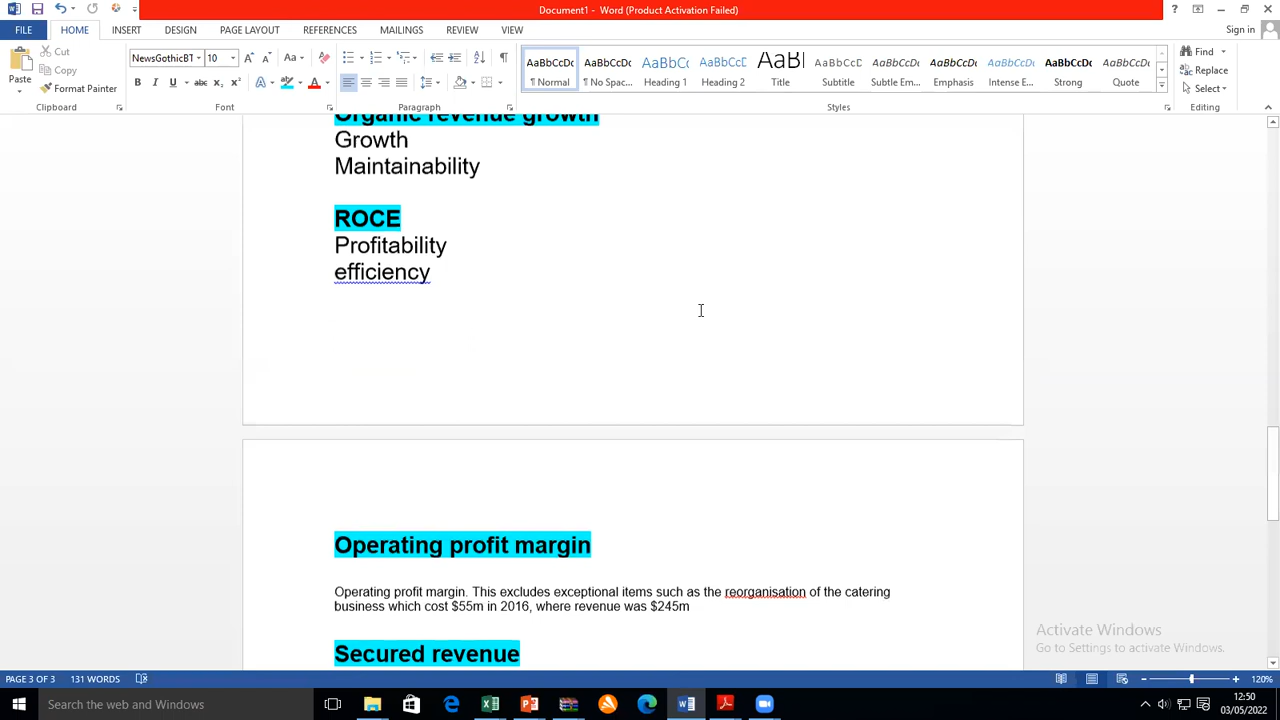 Document1 - Word (Product Activation Failed)
FILE HOME INSERT DESIGN PAGE LAYOUT REFERENCES MAILINGS REVIEW VIEW Sign in
Paste
Cut
Copy
Format Painter
Clipboard
NewsGothicBT 10
Font
Paragraph
AaBbCcDc AaBbCcDc AaBbCc AaBbCcDc AaBl AaBbCcDc AaBbCcDc AaBbCcDc AaBbCcDc AaBbCcDc AaBbCcDc
¶ Normal ¶ No Spac... Heading 1 Heading 2 Title Subtitle Subtle Em... Emphasis Intense E... Strong Quote
Styles
Find
Replace
Select
Editing
Organic revenue growth
Growth
Maintainability
ROCE
Profitability
efficiency
Operating profit margin
Operating profit margin. This excludes exceptional items such as the reorganisation of the catering
business which cost $55m in 2016, where revenue was $245m
Secured revenue
Activate Windows
Go to Settings to activate Windows.
PAGE 3 OF 3 131 WORDS 120%
Search the web and Windows
12:50
03/05/2022